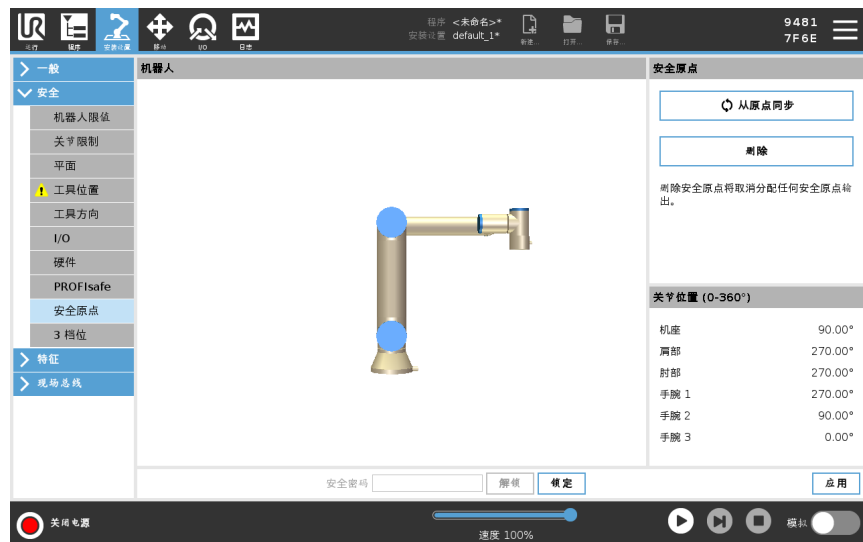 UR
运行
程序
安装设置
移动
I/O
日志
程序 <未命名>*
安装设置 default_1*
新建...
打开...
保存...
9481
7F6E
一般
安全
机器人限值
关节限制
平面
工具位置
工具方向
I/O
硬件
PROFIsafe
安全原点
3 档位
特征
现场总线
机器人
安全原点
从原点同步
删除
删除安全原点将取消分配任何安全原点输
出。
关节位置 (0-360°)
机座 90.00°
肩部 270.00°
肘部 270.00°
手腕 1 270.00°
手腕 2 90.00°
手腕 3 0.00°
安全密码
解锁
锁定
应用
关闭电源
速度 100%
模拟